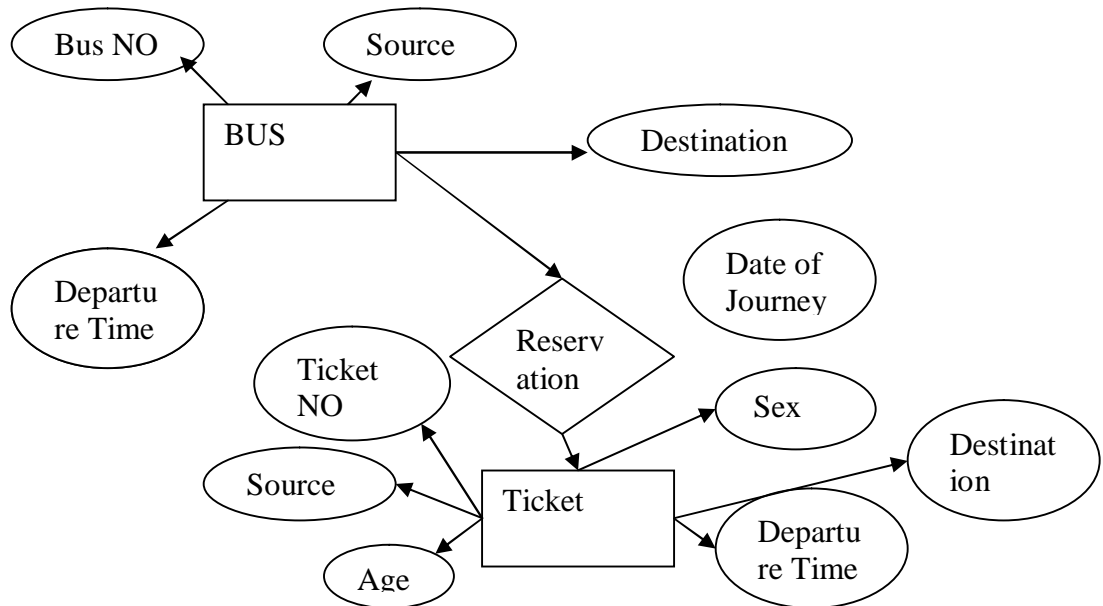 Bus NO
Source
BUS
Destination
Departu
re Time
Date of
Journey
Reserv
ation
Ticket
NO
Sex
Destinat
ion
Source
Ticket
Departu
re Time
Age